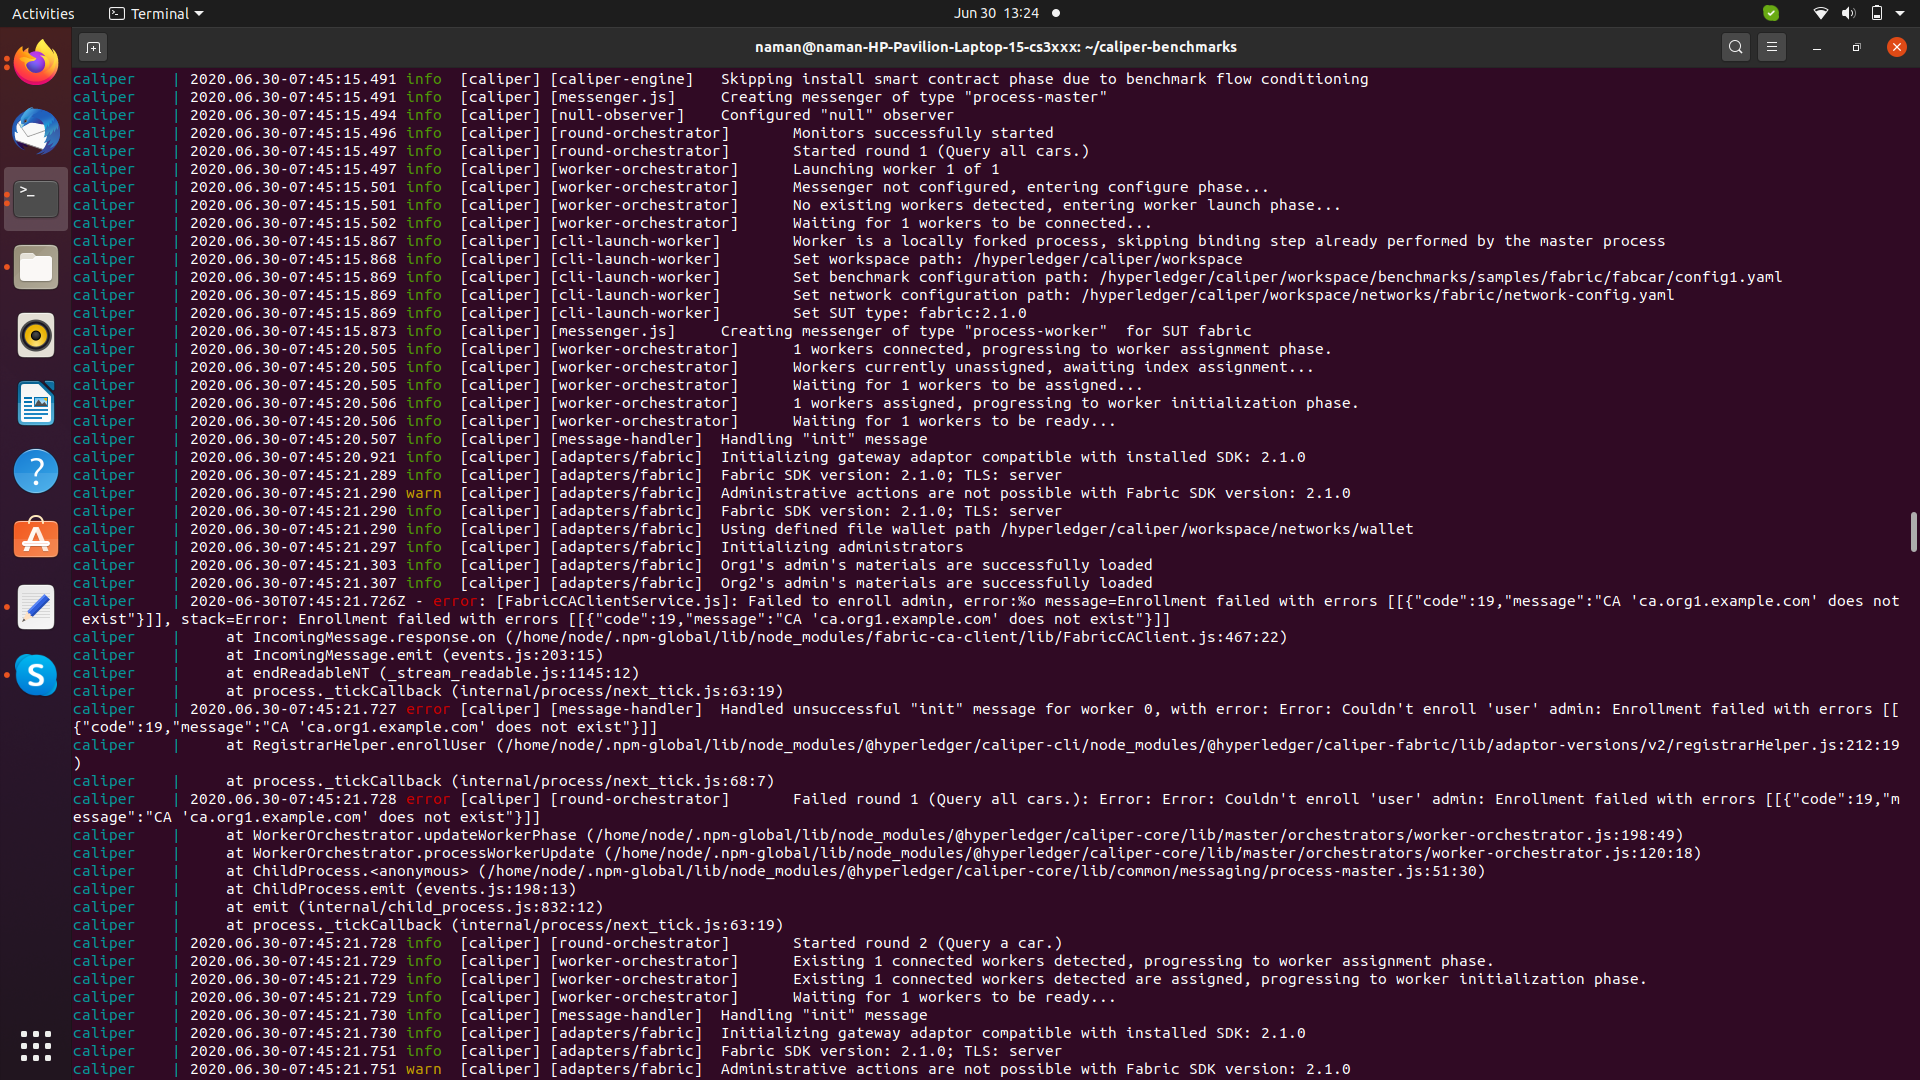 Activities Terminal Jun 30 13:24
naman@naman-HP-Pavilion-Laptop-15-cs3xxx: ~/caliper-benchmarks
caliper | 2020.06.30-07:45:15.491 info [caliper] [caliper-engine] Skipping install smart contract phase due to benchmark flow conditioning
caliper | 2020.06.30-07:45:15.491 info [caliper] [messenger.js] Creating messenger of type "process-master"
caliper | 2020.06.30-07:45:15.494 info [caliper] [null-observer] Configured "null" observer
caliper | 2020.06.30-07:45:15.496 info [caliper] [round-orchestrator] Monitors successfully started
caliper | 2020.06.30-07:45:15.497 info [caliper] [round-orchestrator] Started round 1 (Query all cars.)
caliper | 2020.06.30-07:45:15.497 info [caliper] [worker-orchestrator] Launching worker 1 of 1
caliper | 2020.06.30-07:45:15.501 info [caliper] [worker-orchestrator] Messenger not configured, entering configure phase...
caliper | 2020.06.30-07:45:15.501 info [caliper] [worker-orchestrator] No existing workers detected, entering worker launch phase...
caliper | 2020.06.30-07:45:15.502 info [caliper] [worker-orchestrator] Waiting for 1 workers to be connected...
caliper | 2020.06.30-07:45:15.867 info [caliper] [cli-launch-worker] Worker is a locally forked process, skipping binding step already performed by the master process
caliper | 2020.06.30-07:45:15.868 info [caliper] [cli-launch-worker] Set workspace path: /hyperledger/caliper/workspace
caliper | 2020.06.30-07:45:15.869 info [caliper] [cli-launch-worker] Set benchmark configuration path: /hyperledger/caliper/workspace/benchmarks/samples/fabric/fabcar/config1.yaml
caliper | 2020.06.30-07:45:15.869 info [caliper] [cli-launch-worker] Set network configuration path: /hyperledger/caliper/workspace/networks/fabric/network-config.yaml
caliper | 2020.06.30-07:45:15.869 info [caliper] [cli-launch-worker] Set SUT type: fabric:2.1.0
caliper | 2020.06.30-07:45:15.873 info [caliper] [messenger.js] Creating messenger of type "process-worker" for SUT fabric
caliper | 2020.06.30-07:45:20.505 info [caliper] [worker-orchestrator] 1 workers connected, progressing to worker assignment phase.
caliper | 2020.06.30-07:45:20.505 info [caliper] [worker-orchestrator] Workers currently unassigned, awaiting index assignment...
caliper | 2020.06.30-07:45:20.505 info [caliper] [worker-orchestrator] Waiting for 1 workers to be assigned...
caliper | 2020.06.30-07:45:20.506 info [caliper] [worker-orchestrator] 1 workers assigned, progressing to worker initialization phase.
caliper | 2020.06.30-07:45:20.506 info [caliper] [worker-orchestrator] Waiting for 1 workers to be ready...
caliper | 2020.06.30-07:45:20.507 info [caliper] [message-handler] Handling "init" message
caliper | 2020.06.30-07:45:20.921 info [caliper] [adapters/fabric] Initializing gateway adaptor compatible with installed SDK: 2.1.0
caliper | 2020.06.30-07:45:21.289 info [caliper] [adapters/fabric] Fabric SDK version: 2.1.0; TLS: server
caliper | 2020.06.30-07:45:21.290 warn [caliper] [adapters/fabric] Administrative actions are not possible with Fabric SDK version: 2.1.0
caliper | 2020.06.30-07:45:21.290 info [caliper] [adapters/fabric] Fabric SDK version: 2.1.0; TLS: server
caliper | 2020.06.30-07:45:21.290 info [caliper] [adapters/fabric] Using defined file wallet path /hyperledger/caliper/workspace/networks/wallet
caliper | 2020.06.30-07:45:21.297 info [caliper] [adapters/fabric] Initializing administrators
caliper | 2020.06.30-07:45:21.303 info [caliper] [adapters/fabric] Org1's admin's materials are successfully loaded
caliper | 2020.06.30-07:45:21.307 info [caliper] [adapters/fabric] Org2's admin's materials are successfully loaded
caliper | 2020-06-30T07:45:21.726Z - error: [FabricCAClientService.js]: Failed to enroll admin, error:%o message=Enrollment failed with errors [[{"code":19,"message":"CA 'ca.org1.example.com' does not
exist"}]], stack=Error: Enrollment failed with errors [[{"code":19,"message":"CA 'ca.org1.example.com' does not exist"}]]
caliper | at IncomingMessage.response.on (/home/node/.npm-global/lib/node_modules/fabric-ca-client/lib/FabricCAClient.js:467:22)
caliper | at IncomingMessage.emit (events.js:203:15)
caliper | at endReadableNT (_stream_readable.js:1145:12)
caliper | at process._tickCallback (internal/process/next_tick.js:63:19)
caliper | 2020.06.30-07:45:21.727 error [caliper] [message-handler] Handled unsuccessful "init" message for worker 0, with error: Error: Couldn't enroll 'user' admin: Enrollment failed with errors [[
{"code":19,"message":"CA 'ca.org1.example.com' does not exist"}]]
caliper | at RegistrarHelper.enrollUser (/home/node/.npm-global/lib/node_modules/@hyperledger/caliper-cli/node_modules/@hyperledger/caliper-fabric/lib/adaptor-versions/v2/registrarHelper.js:212:19
)
caliper | at process._tickCallback (internal/process/next_tick.js:68:7)
caliper | 2020.06.30-07:45:21.728 error [caliper] [round-orchestrator] Failed round 1 (Query all cars.): Error: Error: Couldn't enroll 'user' admin: Enrollment failed with errors [[{"code":19,"m
essage":"CA 'ca.org1.example.com' does not exist"}]]
caliper | at WorkerOrchestrator.updateWorkerPhase (/home/node/.npm-global/lib/node_modules/@hyperledger/caliper-core/lib/master/orchestrators/worker-orchestrator.js:198:49)
caliper | at WorkerOrchestrator.processWorkerUpdate (/home/node/.npm-global/lib/node_modules/@hyperledger/caliper-core/lib/master/orchestrators/worker-orchestrator.js:120:18)
caliper | at ChildProcess.<anonymous> (/home/node/.npm-global/lib/node_modules/@hyperledger/caliper-core/lib/common/messaging/process-master.js:51:30)
caliper | at ChildProcess.emit (events.js:198:13)
caliper | at emit (internal/child_process.js:832:12)
caliper | at process._tickCallback (internal/process/next_tick.js:63:19)
caliper | 2020.06.30-07:45:21.728 info [caliper] [round-orchestrator] Started round 2 (Query a car.)
caliper | 2020.06.30-07:45:21.729 info [caliper] [worker-orchestrator] Existing 1 connected workers detected, progressing to worker assignment phase.
caliper | 2020.06.30-07:45:21.729 info [caliper] [worker-orchestrator] Existing 1 connected workers detected are assigned, progressing to worker initialization phase.
caliper | 2020.06.30-07:45:21.729 info [caliper] [worker-orchestrator] Waiting for 1 workers to be ready...
caliper | 2020.06.30-07:45:21.730 info [caliper] [message-handler] Handling "init" message
caliper | 2020.06.30-07:45:21.730 info [caliper] [adapters/fabric] Initializing gateway adaptor compatible with installed SDK: 2.1.0
caliper | 2020.06.30-07:45:21.751 info [caliper] [adapters/fabric] Fabric SDK version: 2.1.0; TLS: server
caliper | 2020.06.30-07:45:21.751 warn [caliper] [adapters/fabric] Administrative actions are not possible with Fabric SDK version: 2.1.0